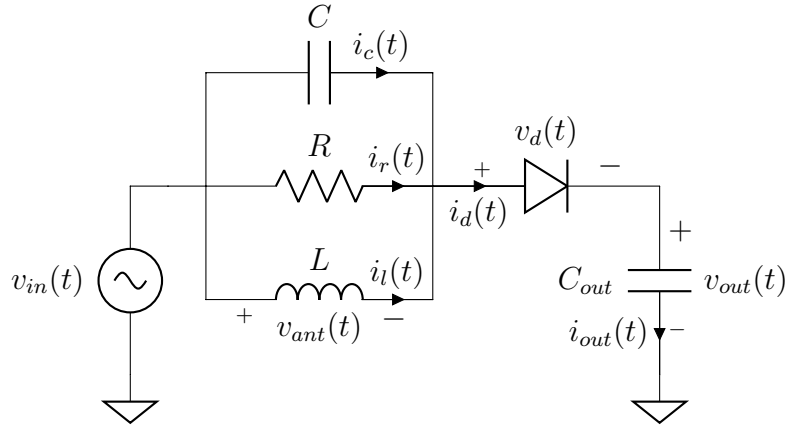 C
i_c(t)
R
i_r(t)
+
v_d(t)
−
i_d(t)
L
i_l(t)
+
v_ant(t)
−
v_in(t)
+
C_out
v_out(t)
i_out(t)
−